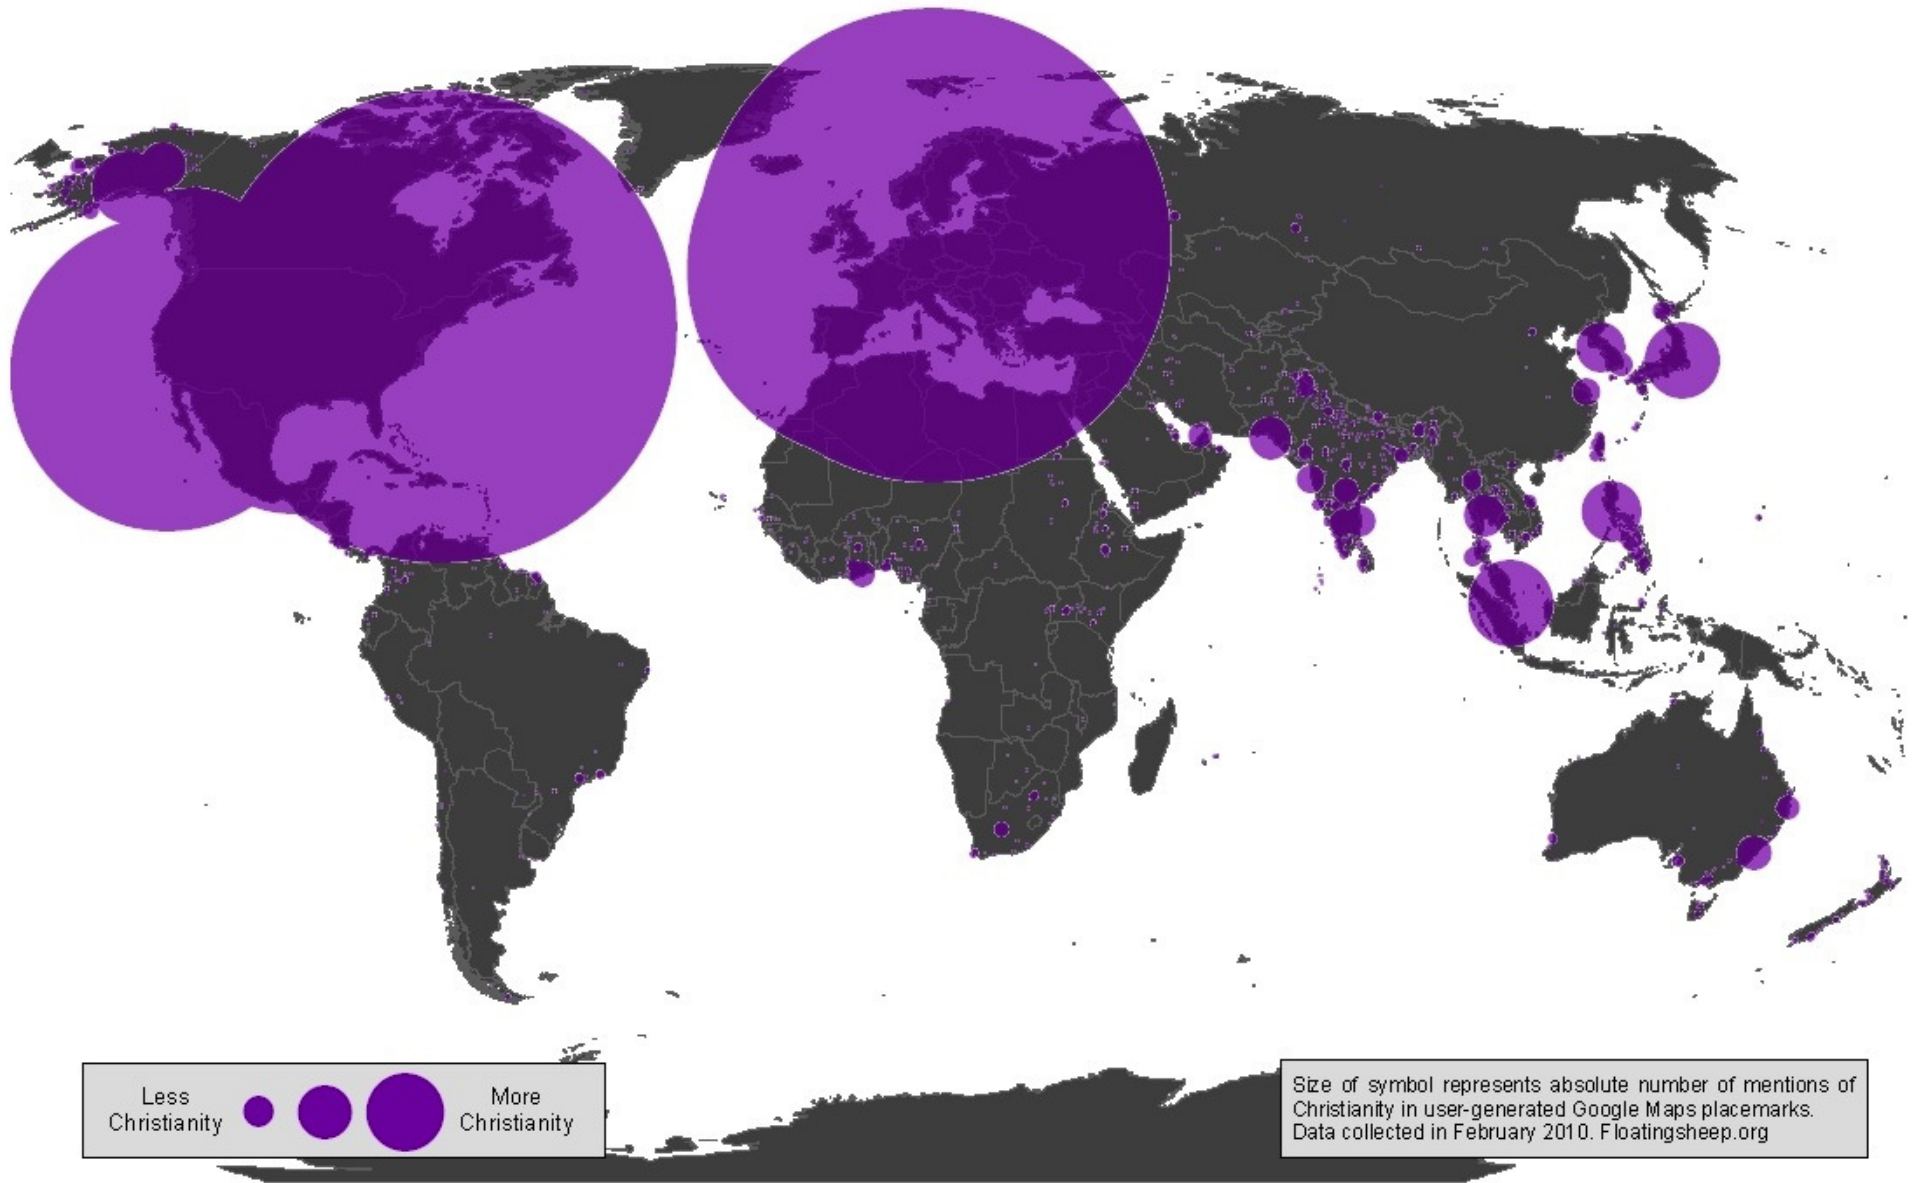 Less
Christianity
More
Christianity
Size of symbol represents absolute number of mentions of
Christianity in user-generated Google Maps placemarks.
Data collected in February 2010. Floatingsheep.org